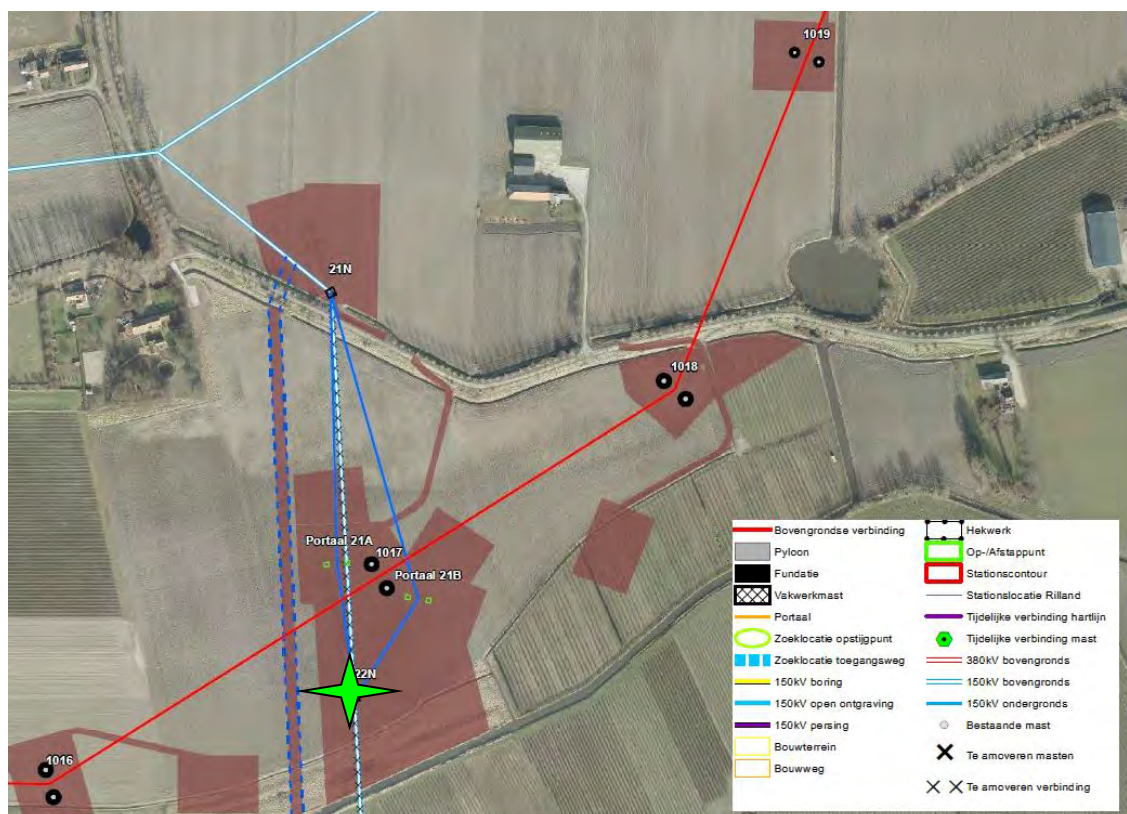 1019
21N
1018
Portaal 21A
1017
Portaal 21B
22N
1016
Bovengrondse verbinding
Pyloon
Fundatie
Vakwerkmast
Portaal
Zoeklocatie opstijgpunt
Zoeklocatie toegangsweg
150kV boring
150kV open ontgraving
150kV persing
Bouwterrein
Bouwweg
Hekwerk
Op-/Afstappunt
Stationscontour
Stationslocatie Rilland
Tijdelijke verbinding hartlijn
Tijdelijke verbinding mast
380kV bovengronds
150kV bovengronds
150kV ondergronds
Bestaande mast
Te amoveren masten
Te amoveren verbinding